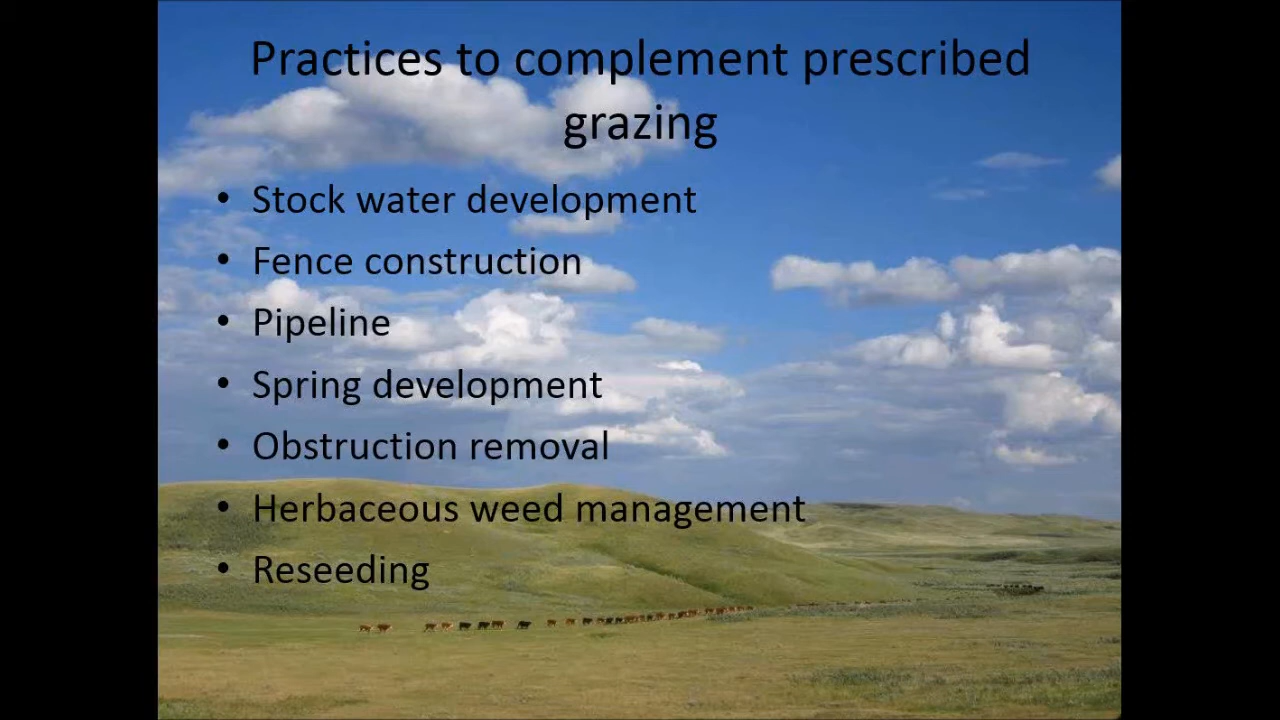 Practices to complement prescribed
grazing
• Stock water development
• Fence construction
• Pipeline
• Spring development
• Obstruction removal
• Herbaceous weed management
• Reseeding